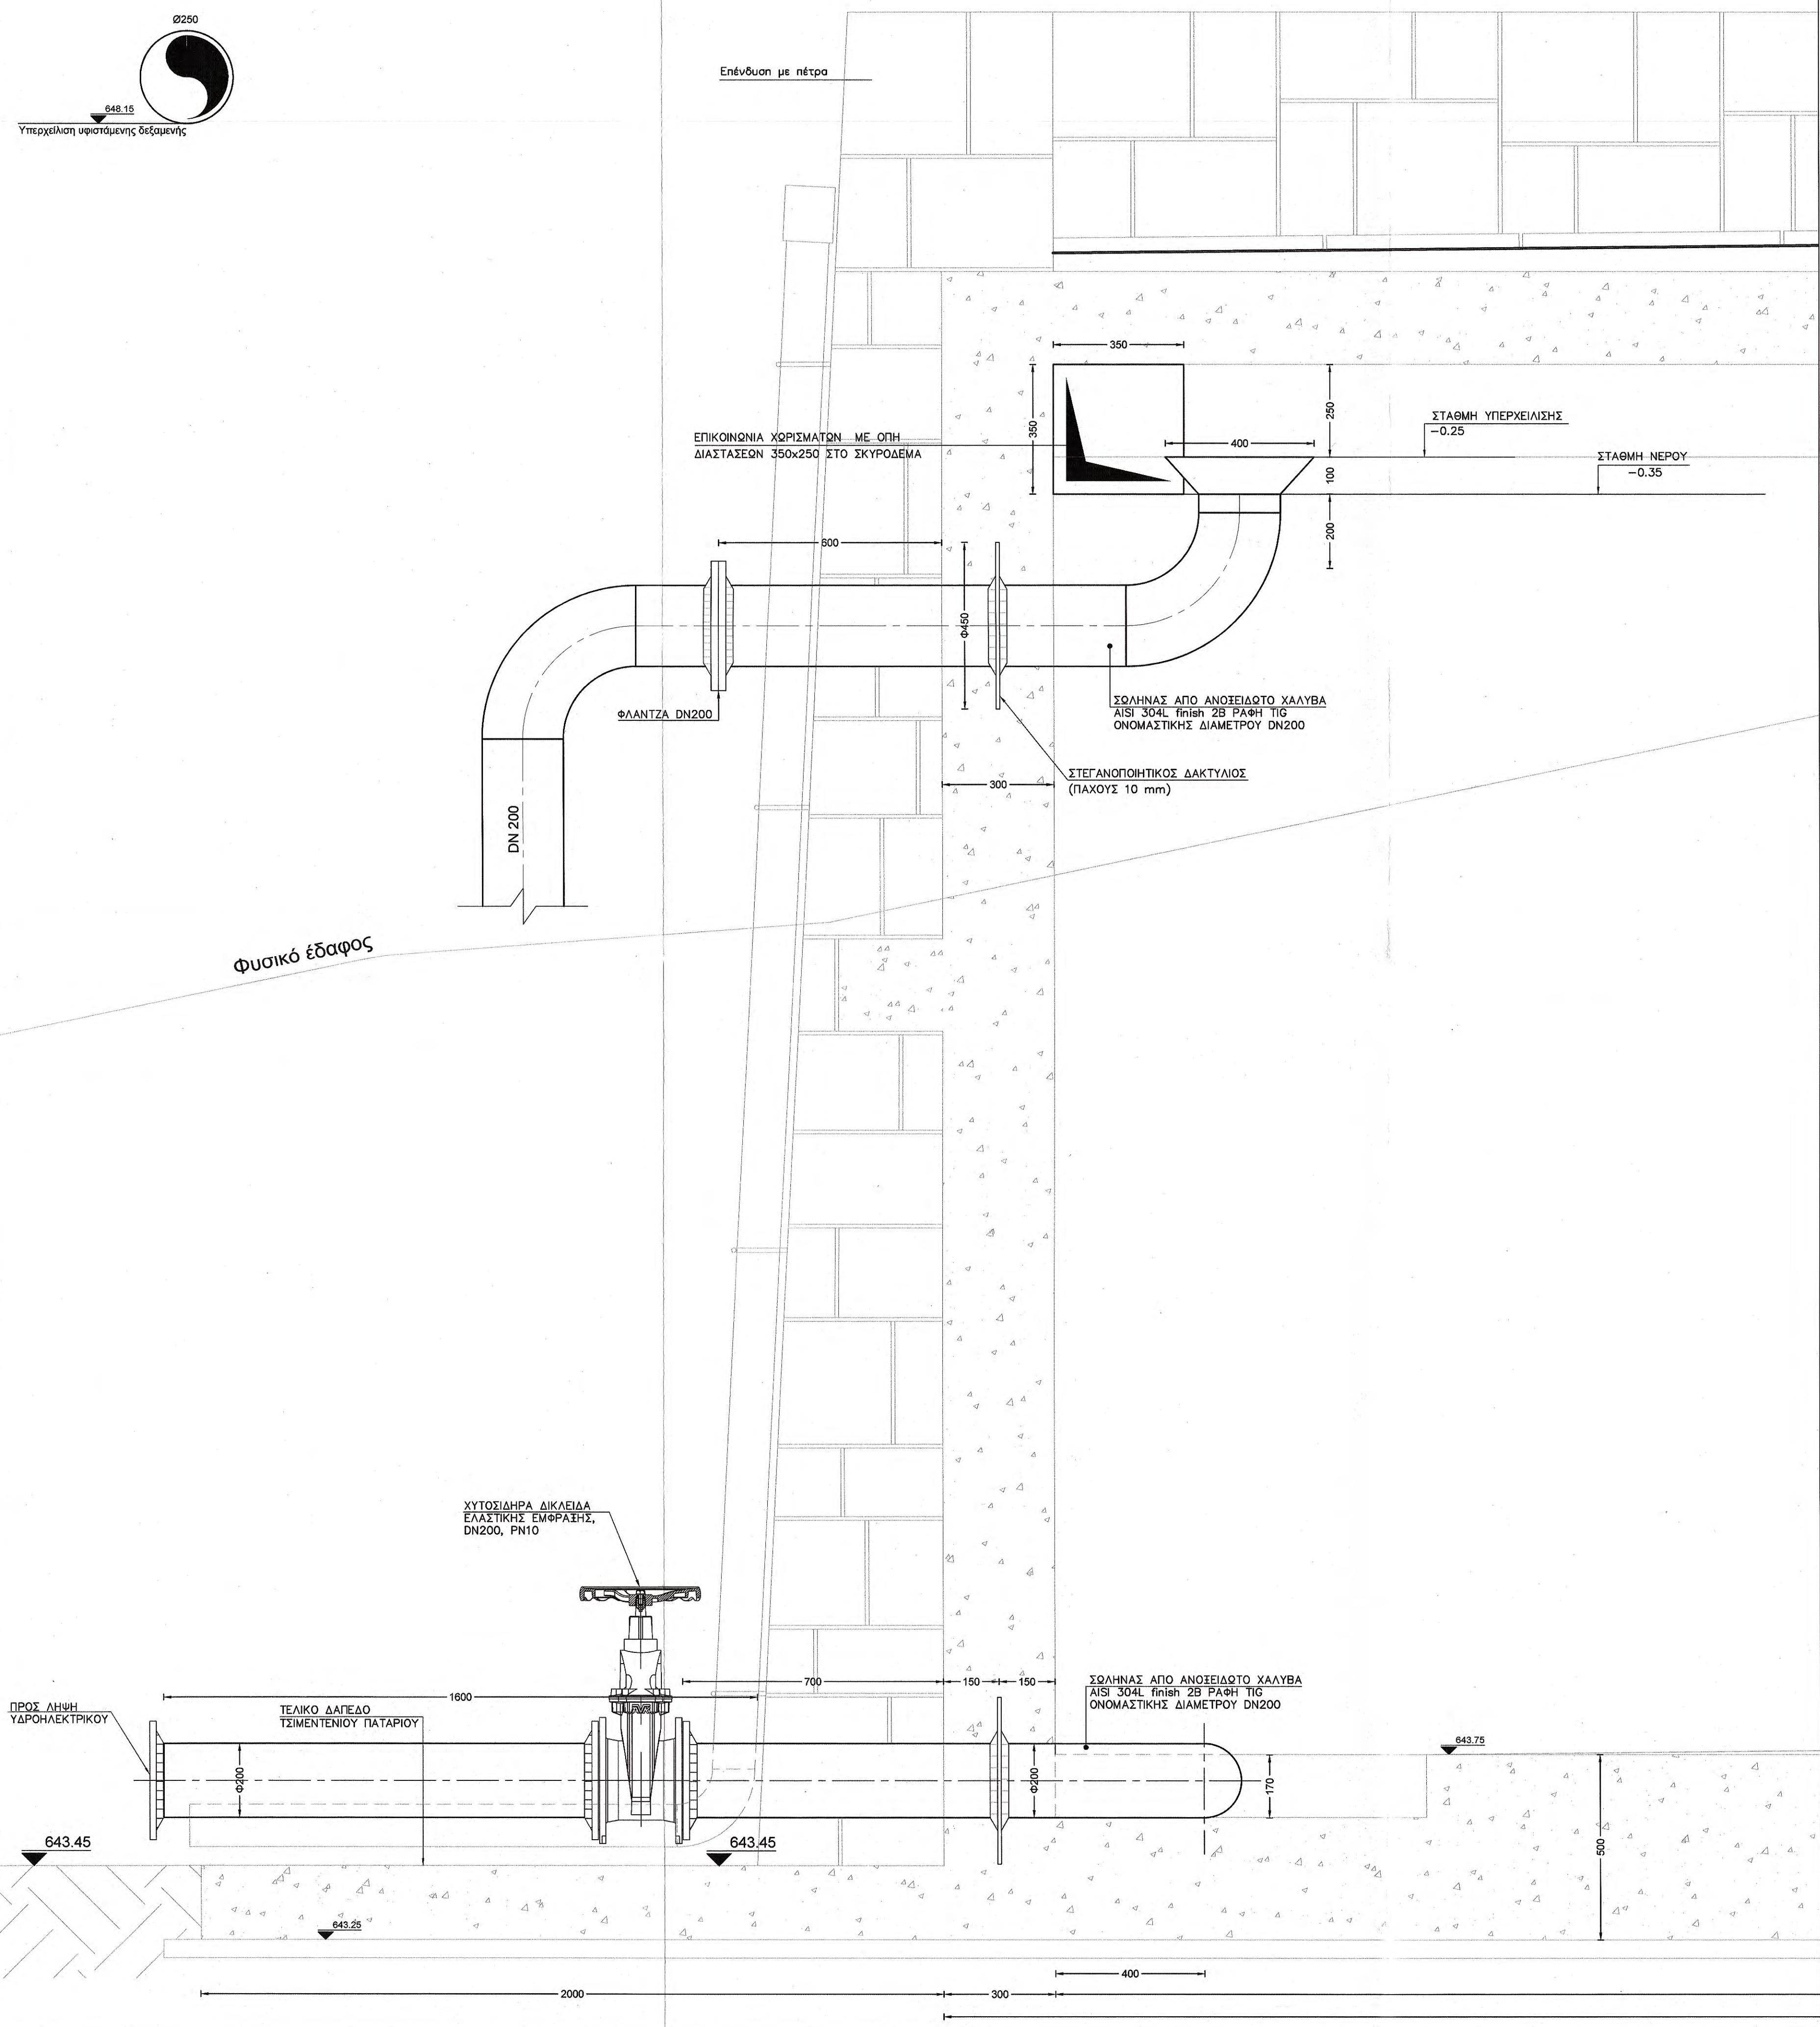 Ø250
648.15
Υπερχείλιση υφιστάμενης δεξαμενής
Επένδυση με πέτρα
350
350
250
400
100
200
ΣΤΑΘΜΗ ΥΠΕΡΧΕΙΛΙΣΗΣ
−0.25
ΣΤΑΘΜΗ ΝΕΡΟΥ
−0.35
ΕΠΙΚΟΙΝΩΝΙΑ ΧΩΡΙΣΜΑΤΩΝ ΜΕ ΟΠΗ
ΔΙΑΣΤΑΣΕΩΝ 350x250 ΣΤΟ ΣΚΥΡΟΔΕΜΑ
600
Φ450
ΦΛΑΝΤΖΑ DN200
ΣΩΛΗΝΑΣ ΑΠΟ ΑΝΟΞΕΙΔΩΤΟ ΧΑΛΥΒΑ
AISI 304L finish 2B ΡΑΦΗ TIG
ΟΝΟΜΑΣΤΙΚΗΣ ΔΙΑΜΕΤΡΟΥ DN200
ΣΤΕΓΑΝΟΠΟΙΗΤΙΚΟΣ ΔΑΚΤΥΛΙΟΣ
(ΠΑΧΟΥΣ 10 mm)
300
DN 200
Φυσικό έδαφος
ΧΥΤΟΣΙΔΗΡΑ ΔΙΚΛΕΙΔΑ
ΕΛΑΣΤΙΚΗΣ ΕΜΦΡΑΞΗΣ,
DN200, PN10
ΠΡΟΣ ΛΗΨΗ
ΥΔΡΟΗΛΕΚΤΡΙΚΟΥ
1600
700
150
150
ΤΕΛΙΚΟ ΔΑΠΕΔΟ
ΤΣΙΜΕΝΤΕΝΙΟΥ ΠΑΤΑΡΙΟΥ
ΣΩΛΗΝΑΣ ΑΠΟ ΑΝΟΞΕΙΔΩΤΟ ΧΑΛΥΒΑ
AISI 304L finish 2B ΡΑΦΗ TIG
ΟΝΟΜΑΣΤΙΚΗΣ ΔΙΑΜΕΤΡΟΥ DN200
Φ200
Φ200
170
643.75
500
643.45
643.45
643.25
400
2000
300